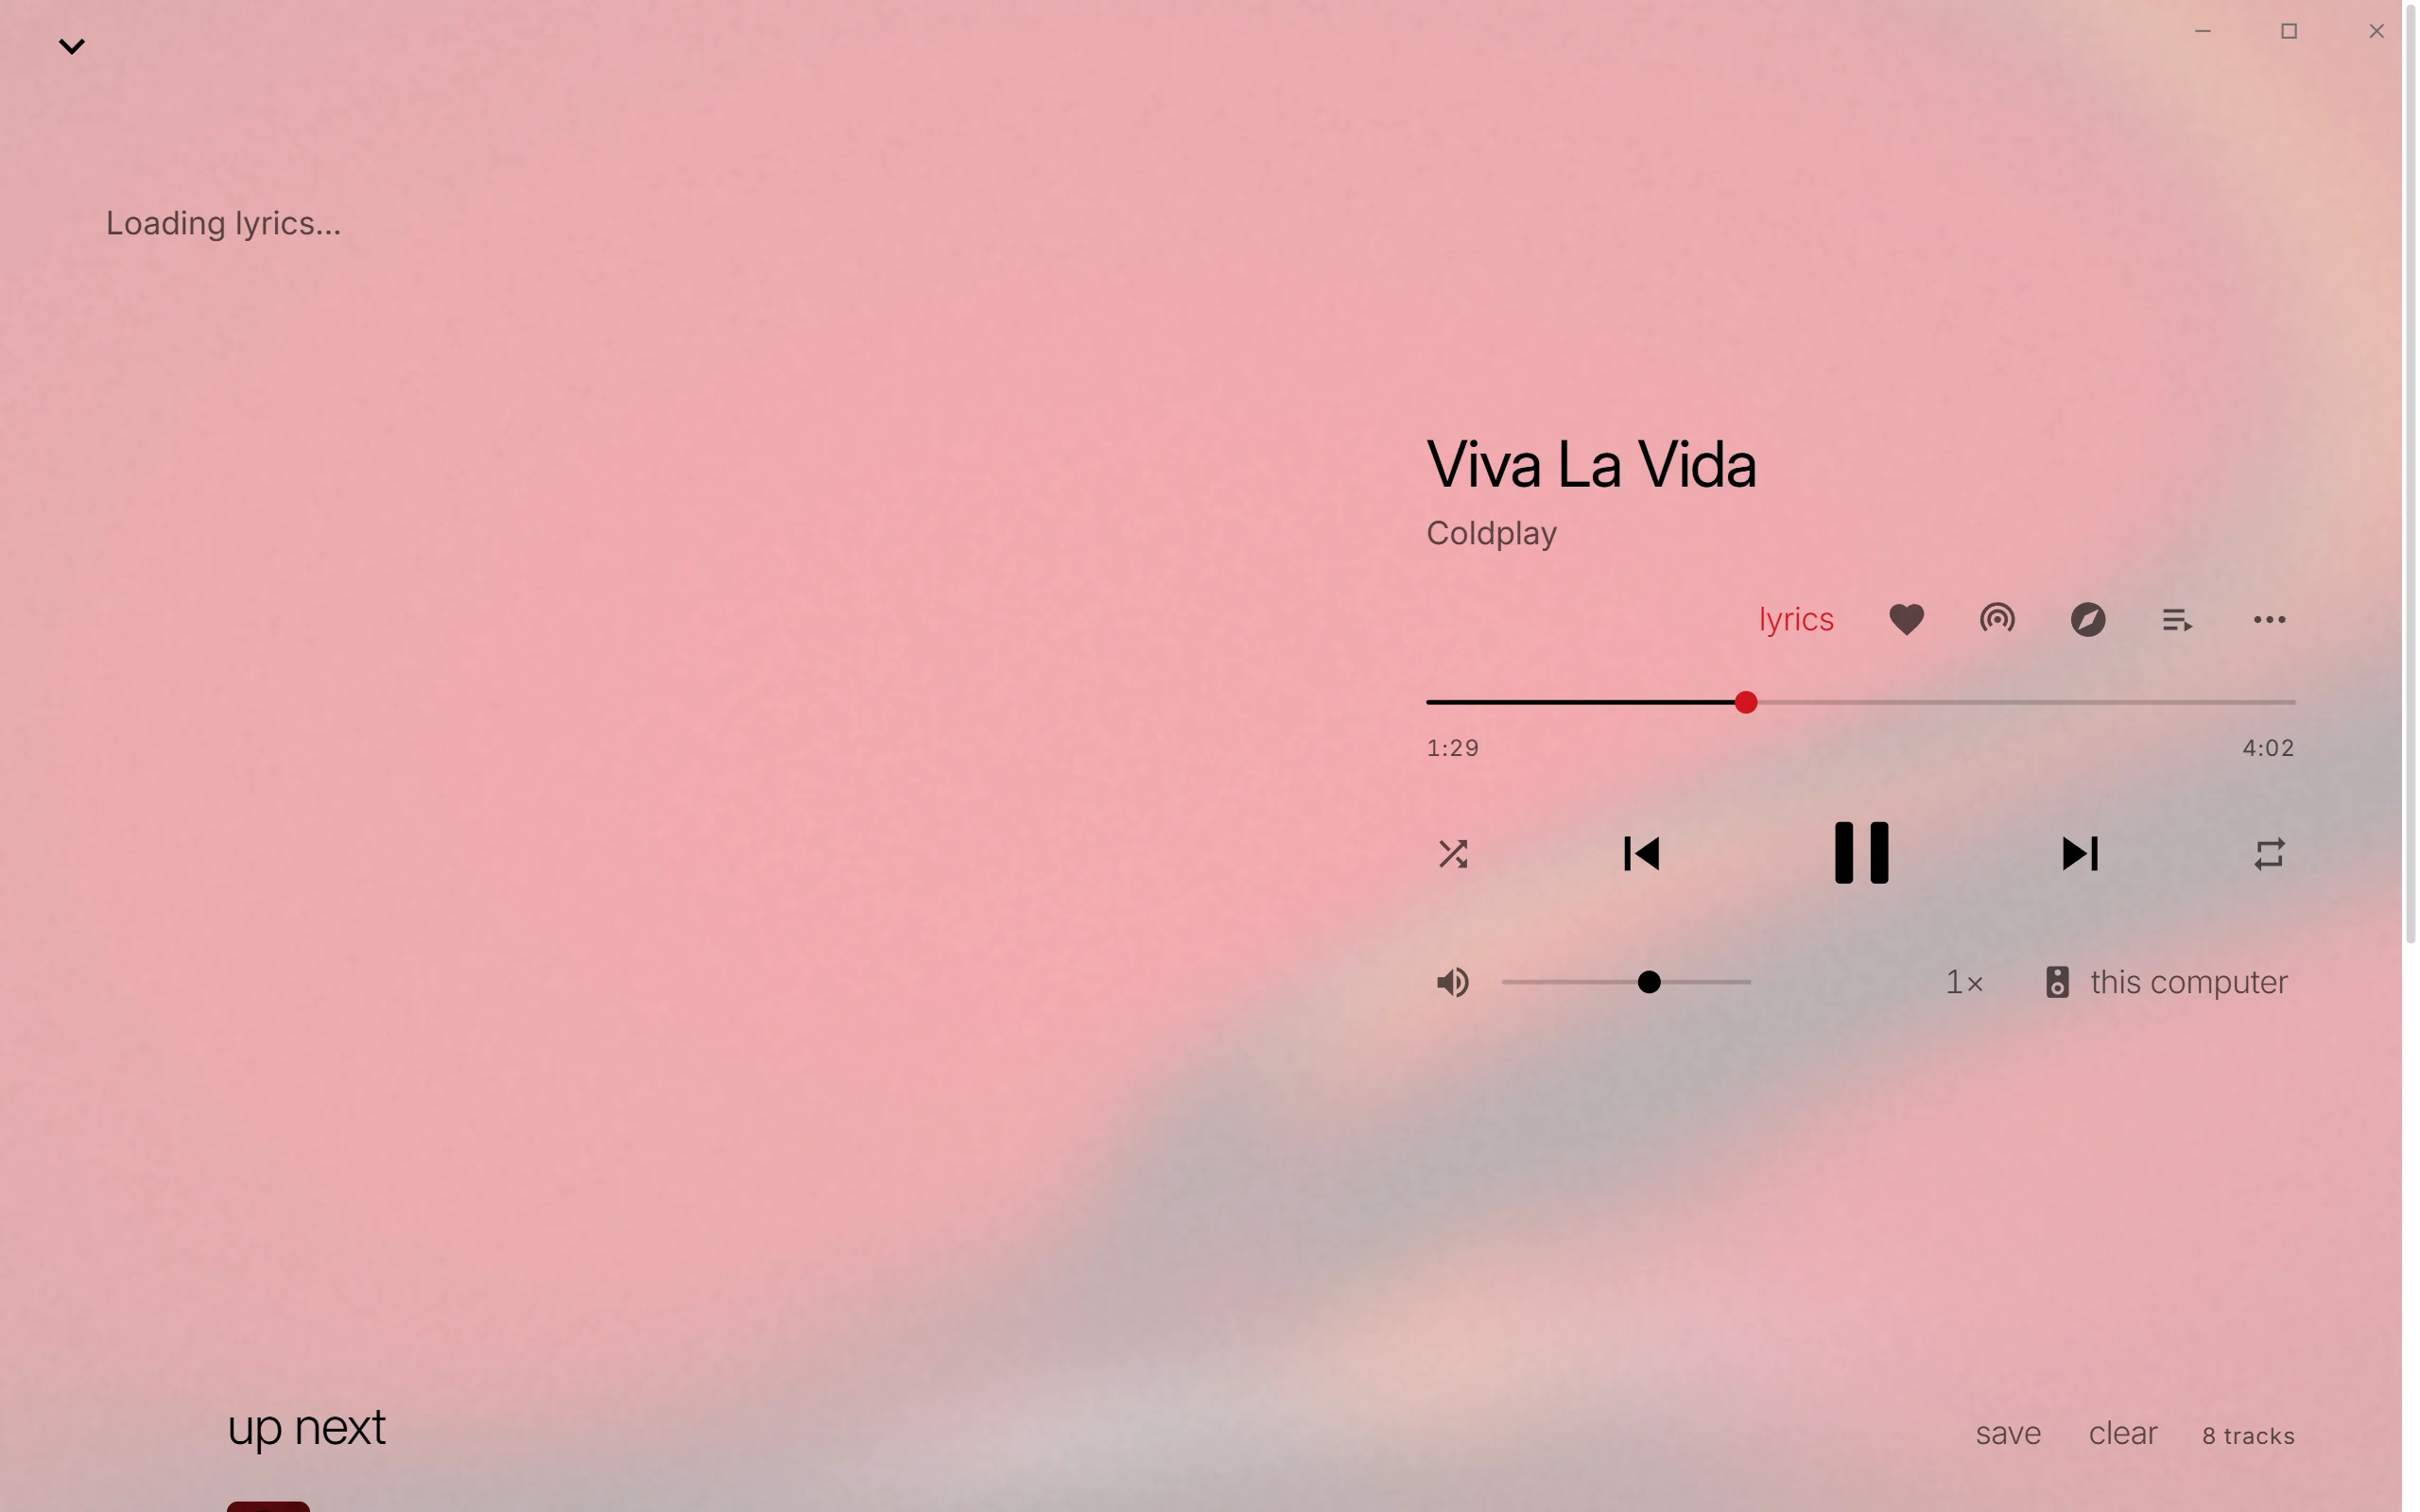 Loading lyrics...
Viva La Vida
Coldplay
lyrics
1:29 4:02
1× this computer
up next save clear 8 tracks